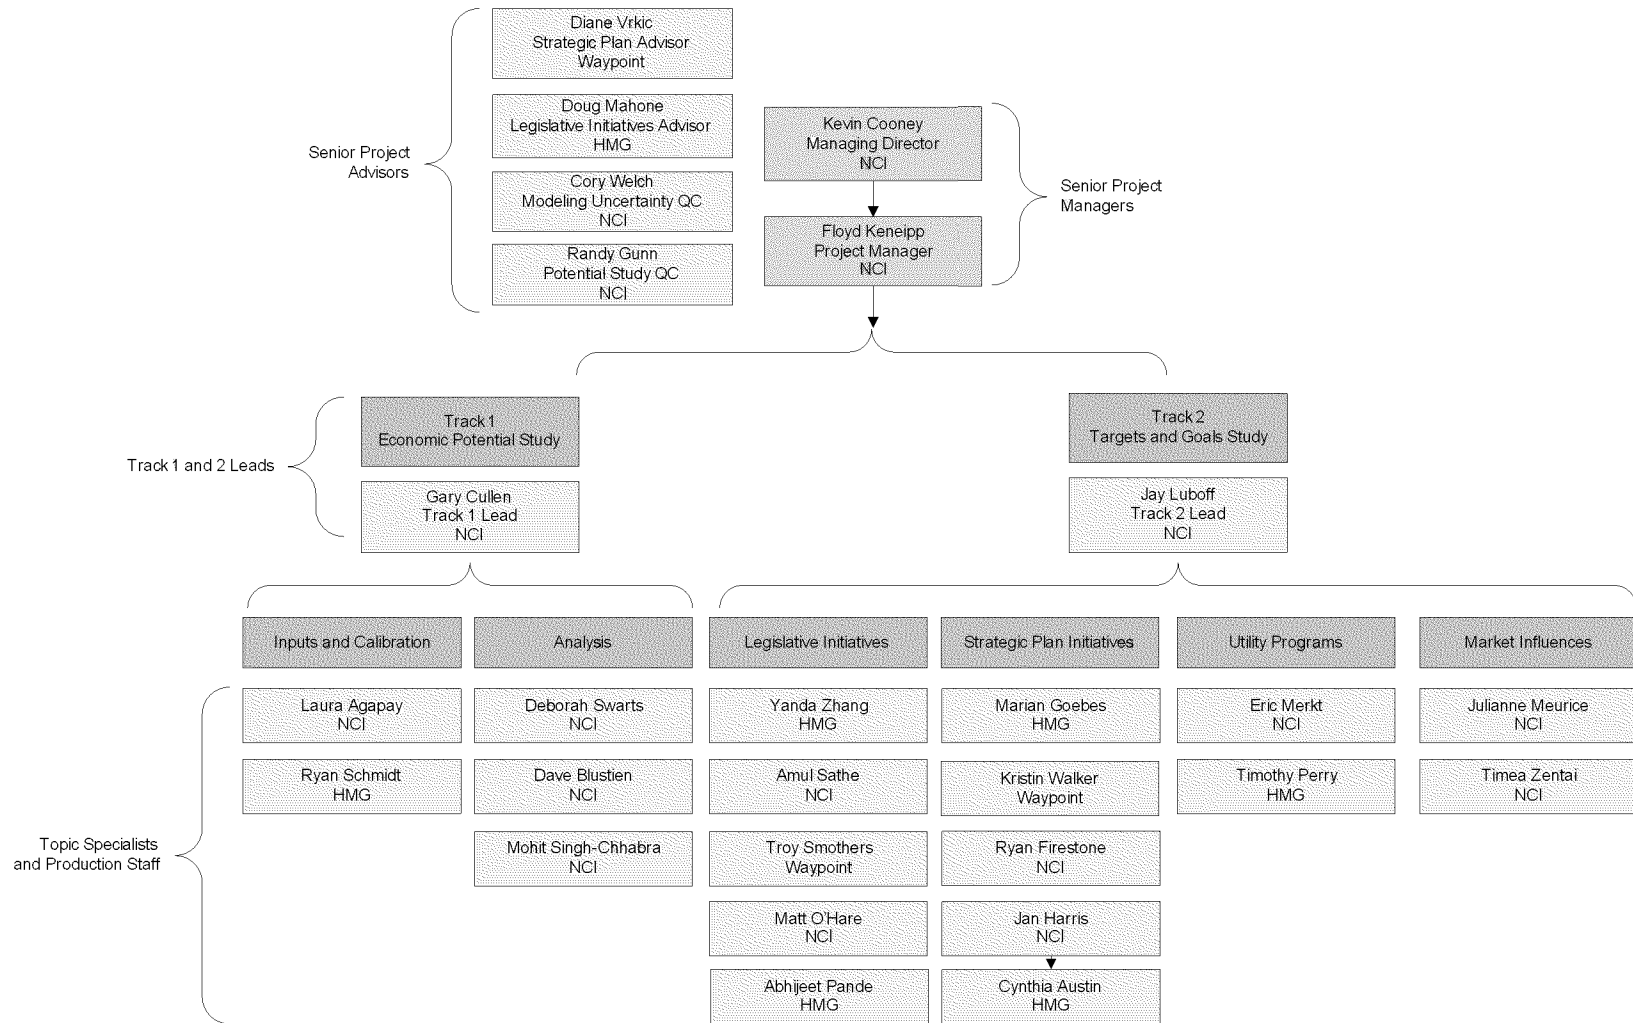 Diane Vrkic
Strategic Plan Advisor
Waypoint
Doug Mahone
Legislative Initiatives Advisor
HMG
Cory Welch
Modeling Uncertainty QC
NCI
Randy Gunn
Potential Study QC
NCI
Senior Project
Advisors
Kevin Cooney
Managing Director
NCI
Floyd Keneipp
Project Manager
NCI
Senior Project
Managers
Track 1 and 2 Leads
Track 1
Economic Potential Study
Gary Cullen
Track 1 Lead
NCI
Track 2
Targets and Goals Study
Jay Luboff
Track 2 Lead
NCI
Topic Specialists
and Production Staff
Inputs and Calibration
Laura Agapay
NCI
Ryan Schmidt
HMG
Analysis
Deborah Swarts
NCI
Dave Blustien
NCI
Mohit Singh-Chhabra
NCI
Legislative Initiatives
Yanda Zhang
HMG
Amul Sathe
NCI
Troy Smothers
Waypoint
Matt O'Hare
NCI
Abhijeet Pande
HMG
Strategic Plan Initiatives
Marian Goebes
HMG
Kristin Walker
Waypoint
Ryan Firestone
NCI
Jan Harris
NCI
Cynthia Austin
HMG
Utility Programs
Eric Merkt
NCI
Timothy Perry
HMG
Market Influences
Julianne Meurice
NCI
Timea Zentai
NCI